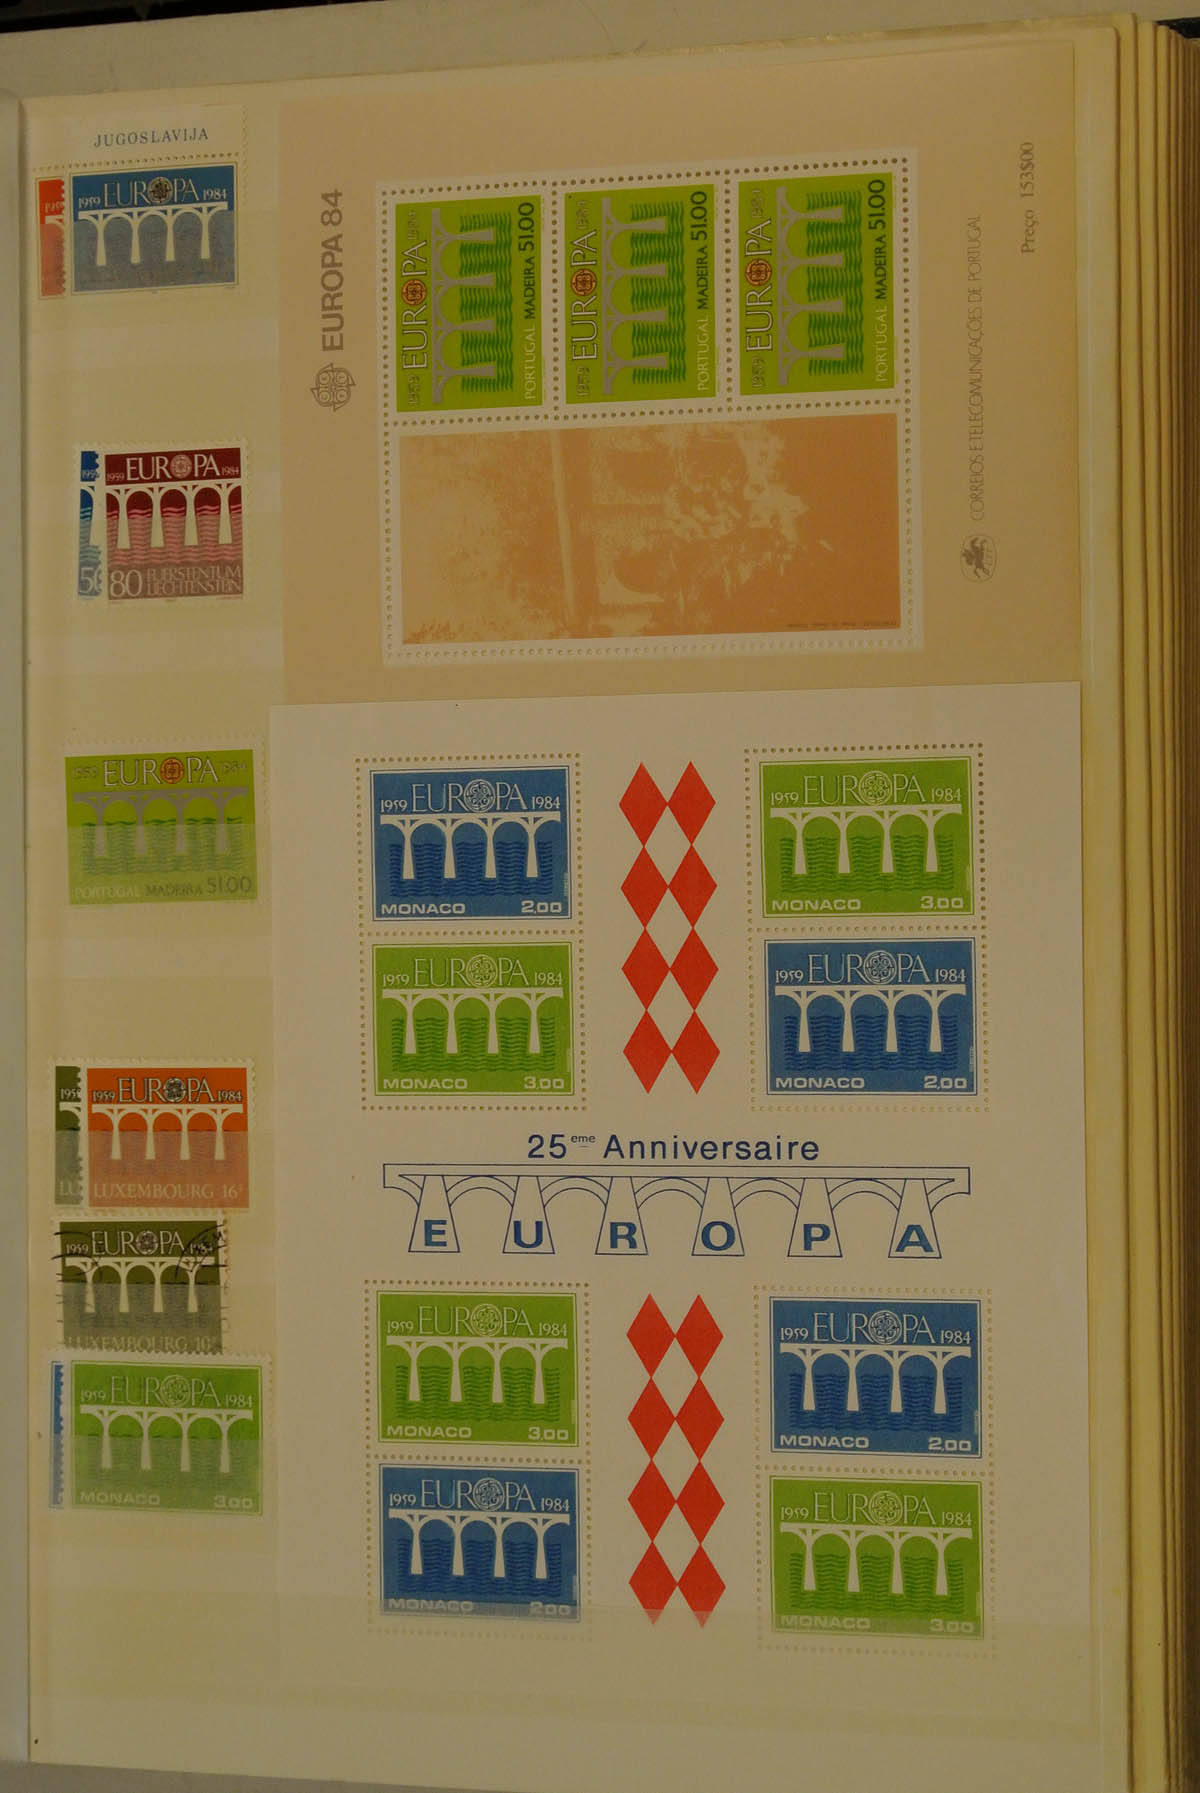 JUGOSLAVIJA
1959 EUROPA 1984
1959 EUROPA 1984
50
80 FÜRSTENTUM
LIECHTENSTEIN
1959 EUROPA 1984
PORTUGAL MADEIRA 51.00
1959 EUROPA 1984
LU
LUXEMBOURG 16F
1959 EUROPA
LUXEMBOURG 10F
1959 EUROPA 1984
MONACO 3,00
EUROPA 84
1959 EUROPA 1984
PORTUGAL MADEIRA 51.00
1959 EUROPA 1984
PORTUGAL MADEIRA 51.00
1959 EUROPA 1984
PORTUGAL MADEIRA 51.00
CORREIOS E TELECOMUNICAÇÕES DE PORTUGAL
Preço 153$00
1959 EUROPA 1984
MONACO 2,00
1959 EUROPA 1984
MONACO 3,00
1959 EUROPA 1984
MONACO 3,00
1959 EUROPA 1984
MONACO 2,00
25eme Anniversaire
EUROPA
1959 EUROPA 1984
MONACO 3,00
1959 EUROPA 1984
MONACO 2,00
1959 EUROPA 1984
MONACO 2,00
1959 EUROPA 1984
MONACO 3,00